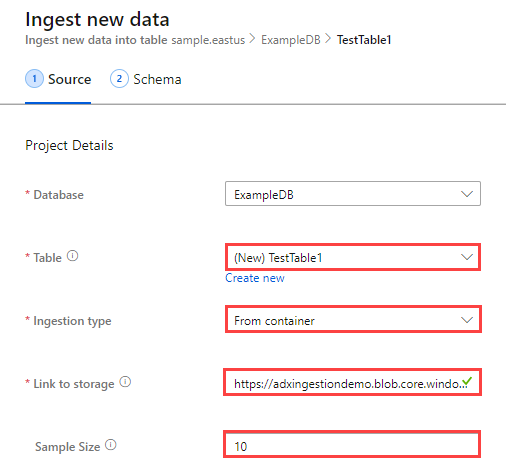 Ingest new data
Ingest new data into table sample.eastus > ExampleDB > TestTable1
1 Source 2 Schema
Project Details
* Database ExampleDB
* Table (New) TestTable1
Create new
* Ingestion type From container
* Link to storage https://adxingestiondemo.blob.core.windo...
Sample Size 10